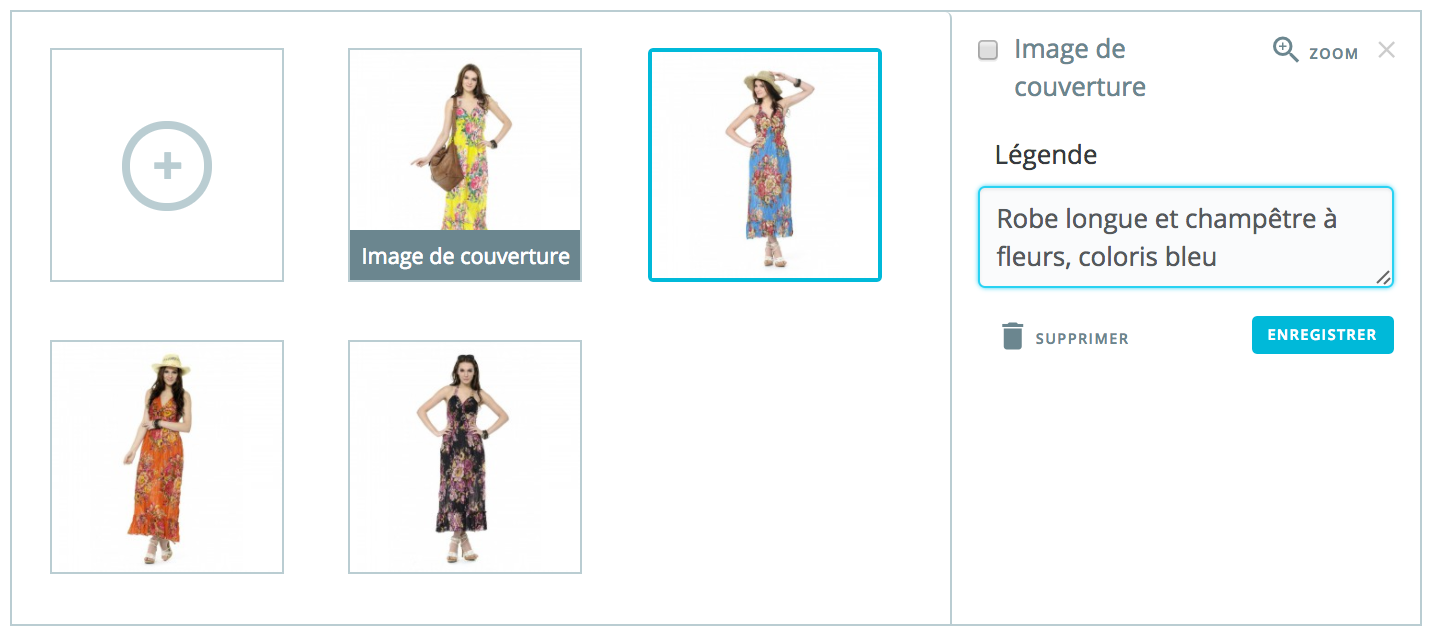 Image de couverture
Image de
couverture
ZOOM
Légende
Robe longue et champêtre à
fleurs, coloris bleu
SUPPRIMER
ENREGISTRER